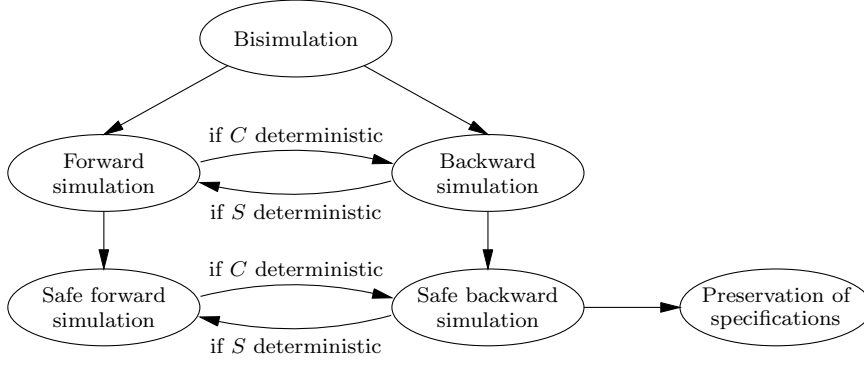 Bisimulation
if C deterministic
Forward
simulation
Backward
simulation
if S deterministic
if C deterministic
Safe forward
simulation
Safe backward
simulation
Preservation of
specifications
if S deterministic